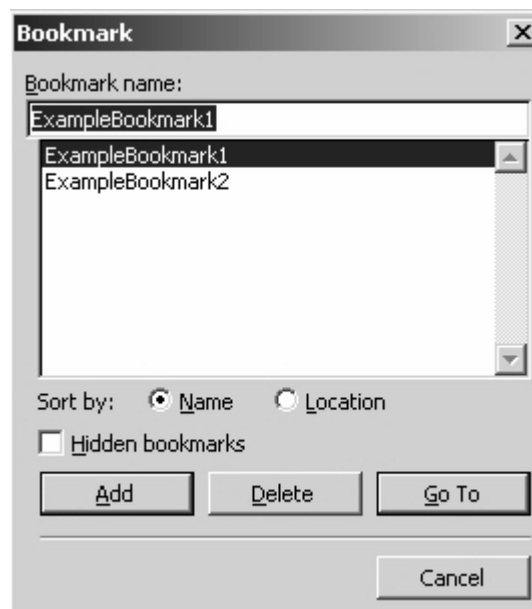 Bookmark
Bookmark name:
ExampleBookmark1
ExampleBookmark1
ExampleBookmark2
Sort by: Name Location
Hidden bookmarks
Add Delete Go To
Cancel